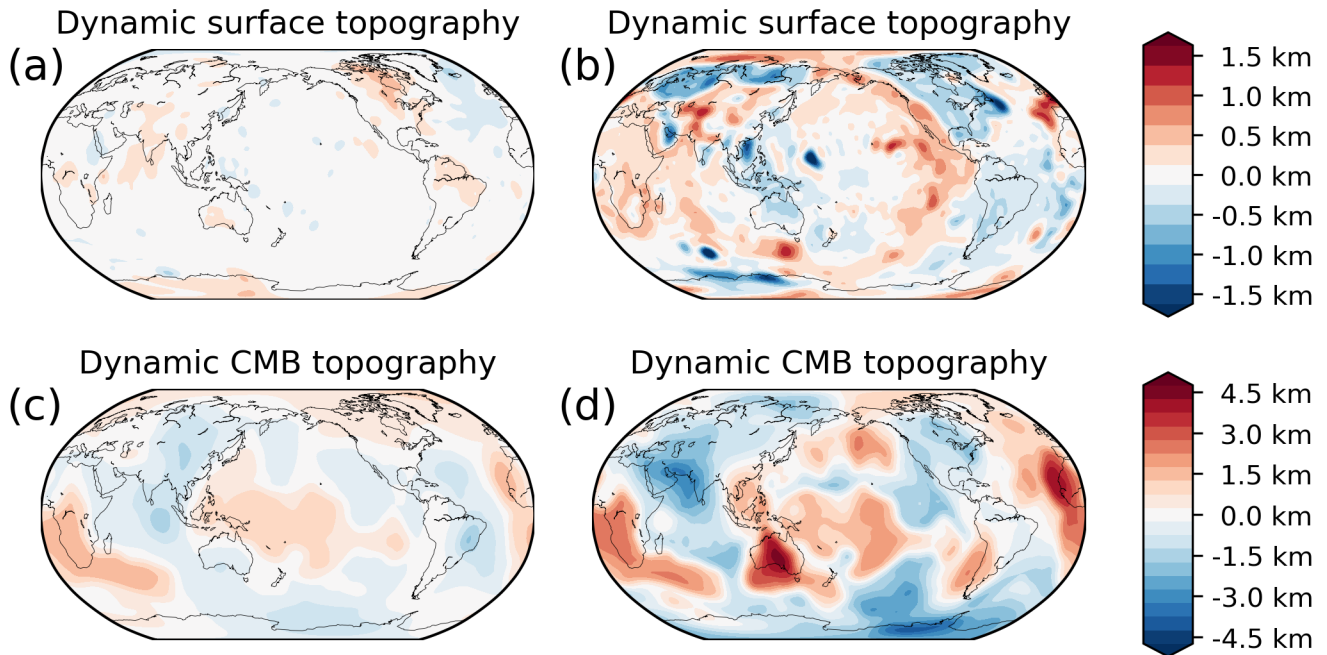 Dynamic surface topography
Dynamic surface topography
(a)
(b)
1.5 km
1.0 km
0.5 km
0.0 km
-0.5 km
-1.0 km
-1.5 km
Dynamic CMB topography
Dynamic CMB topography
(c)
(d)
4.5 km
3.0 km
1.5 km
0.0 km
-1.5 km
-3.0 km
-4.5 km